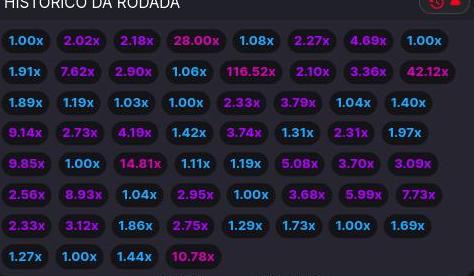 HISTÓRICO DA RODADA
1.00x 2.02x 2.18x 28.00x 1.08x 2.27x 4.69x 1.00x
1.91x 7.62x 2.90x 1.06x 116.52x 2.10x 3.36x 42.12x
1.89x 1.19x 1.03x 1.00x 2.33x 3.79x 1.04x 1.40x
9.14x 2.73x 4.19x 1.42x 3.74x 1.31x 2.31x 1.97x
9.85x 1.00x 14.81x 1.11x 1.19x 5.08x 3.70x 3.09x
2.56x 8.93x 1.04x 2.95x 1.00x 3.68x 5.99x 7.73x
2.33x 3.12x 1.86x 2.75x 1.29x 1.73x 1.00x 1.69x
1.27x 1.00x 1.44x 10.78x